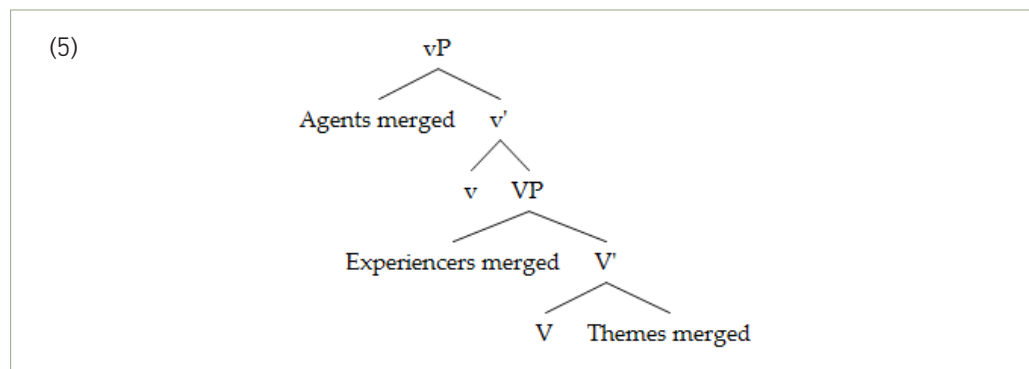 (5)
vP
Agents merged v'
v VP
Experiencers merged V'
V Themes merged